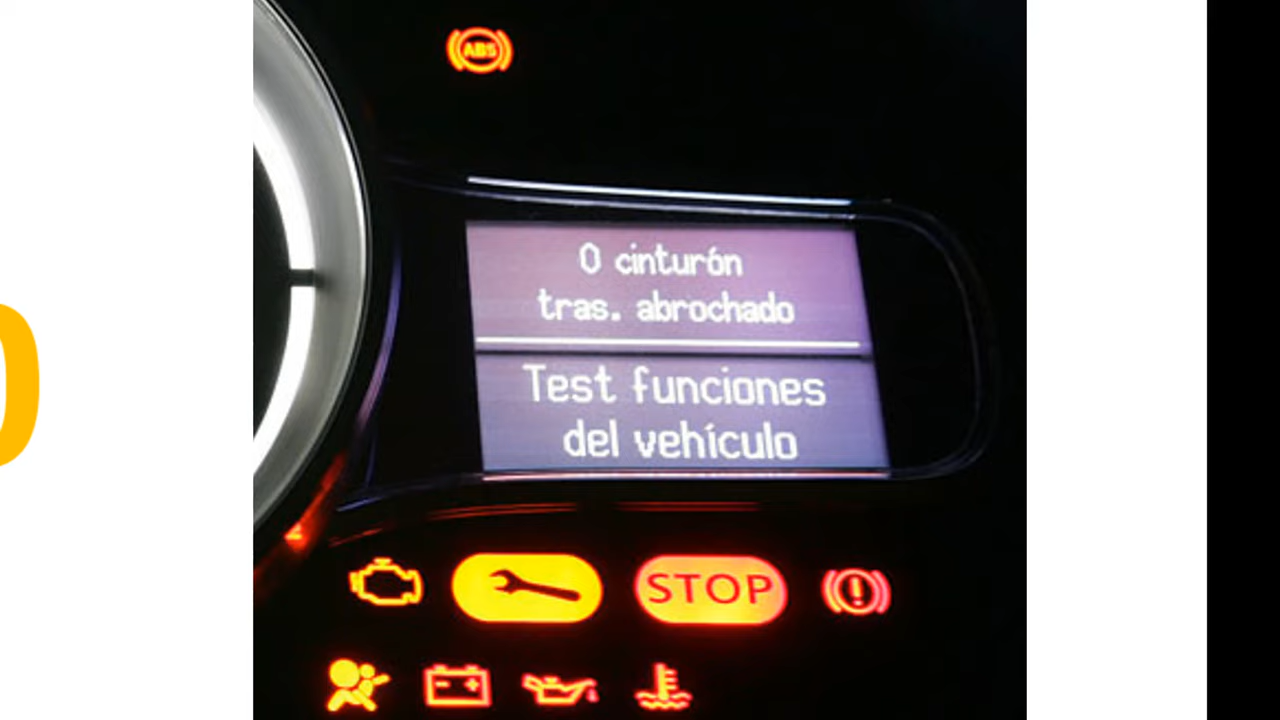 ABS
0 cinturón
tras. abrochado
Test funciones
del vehículo
STOP